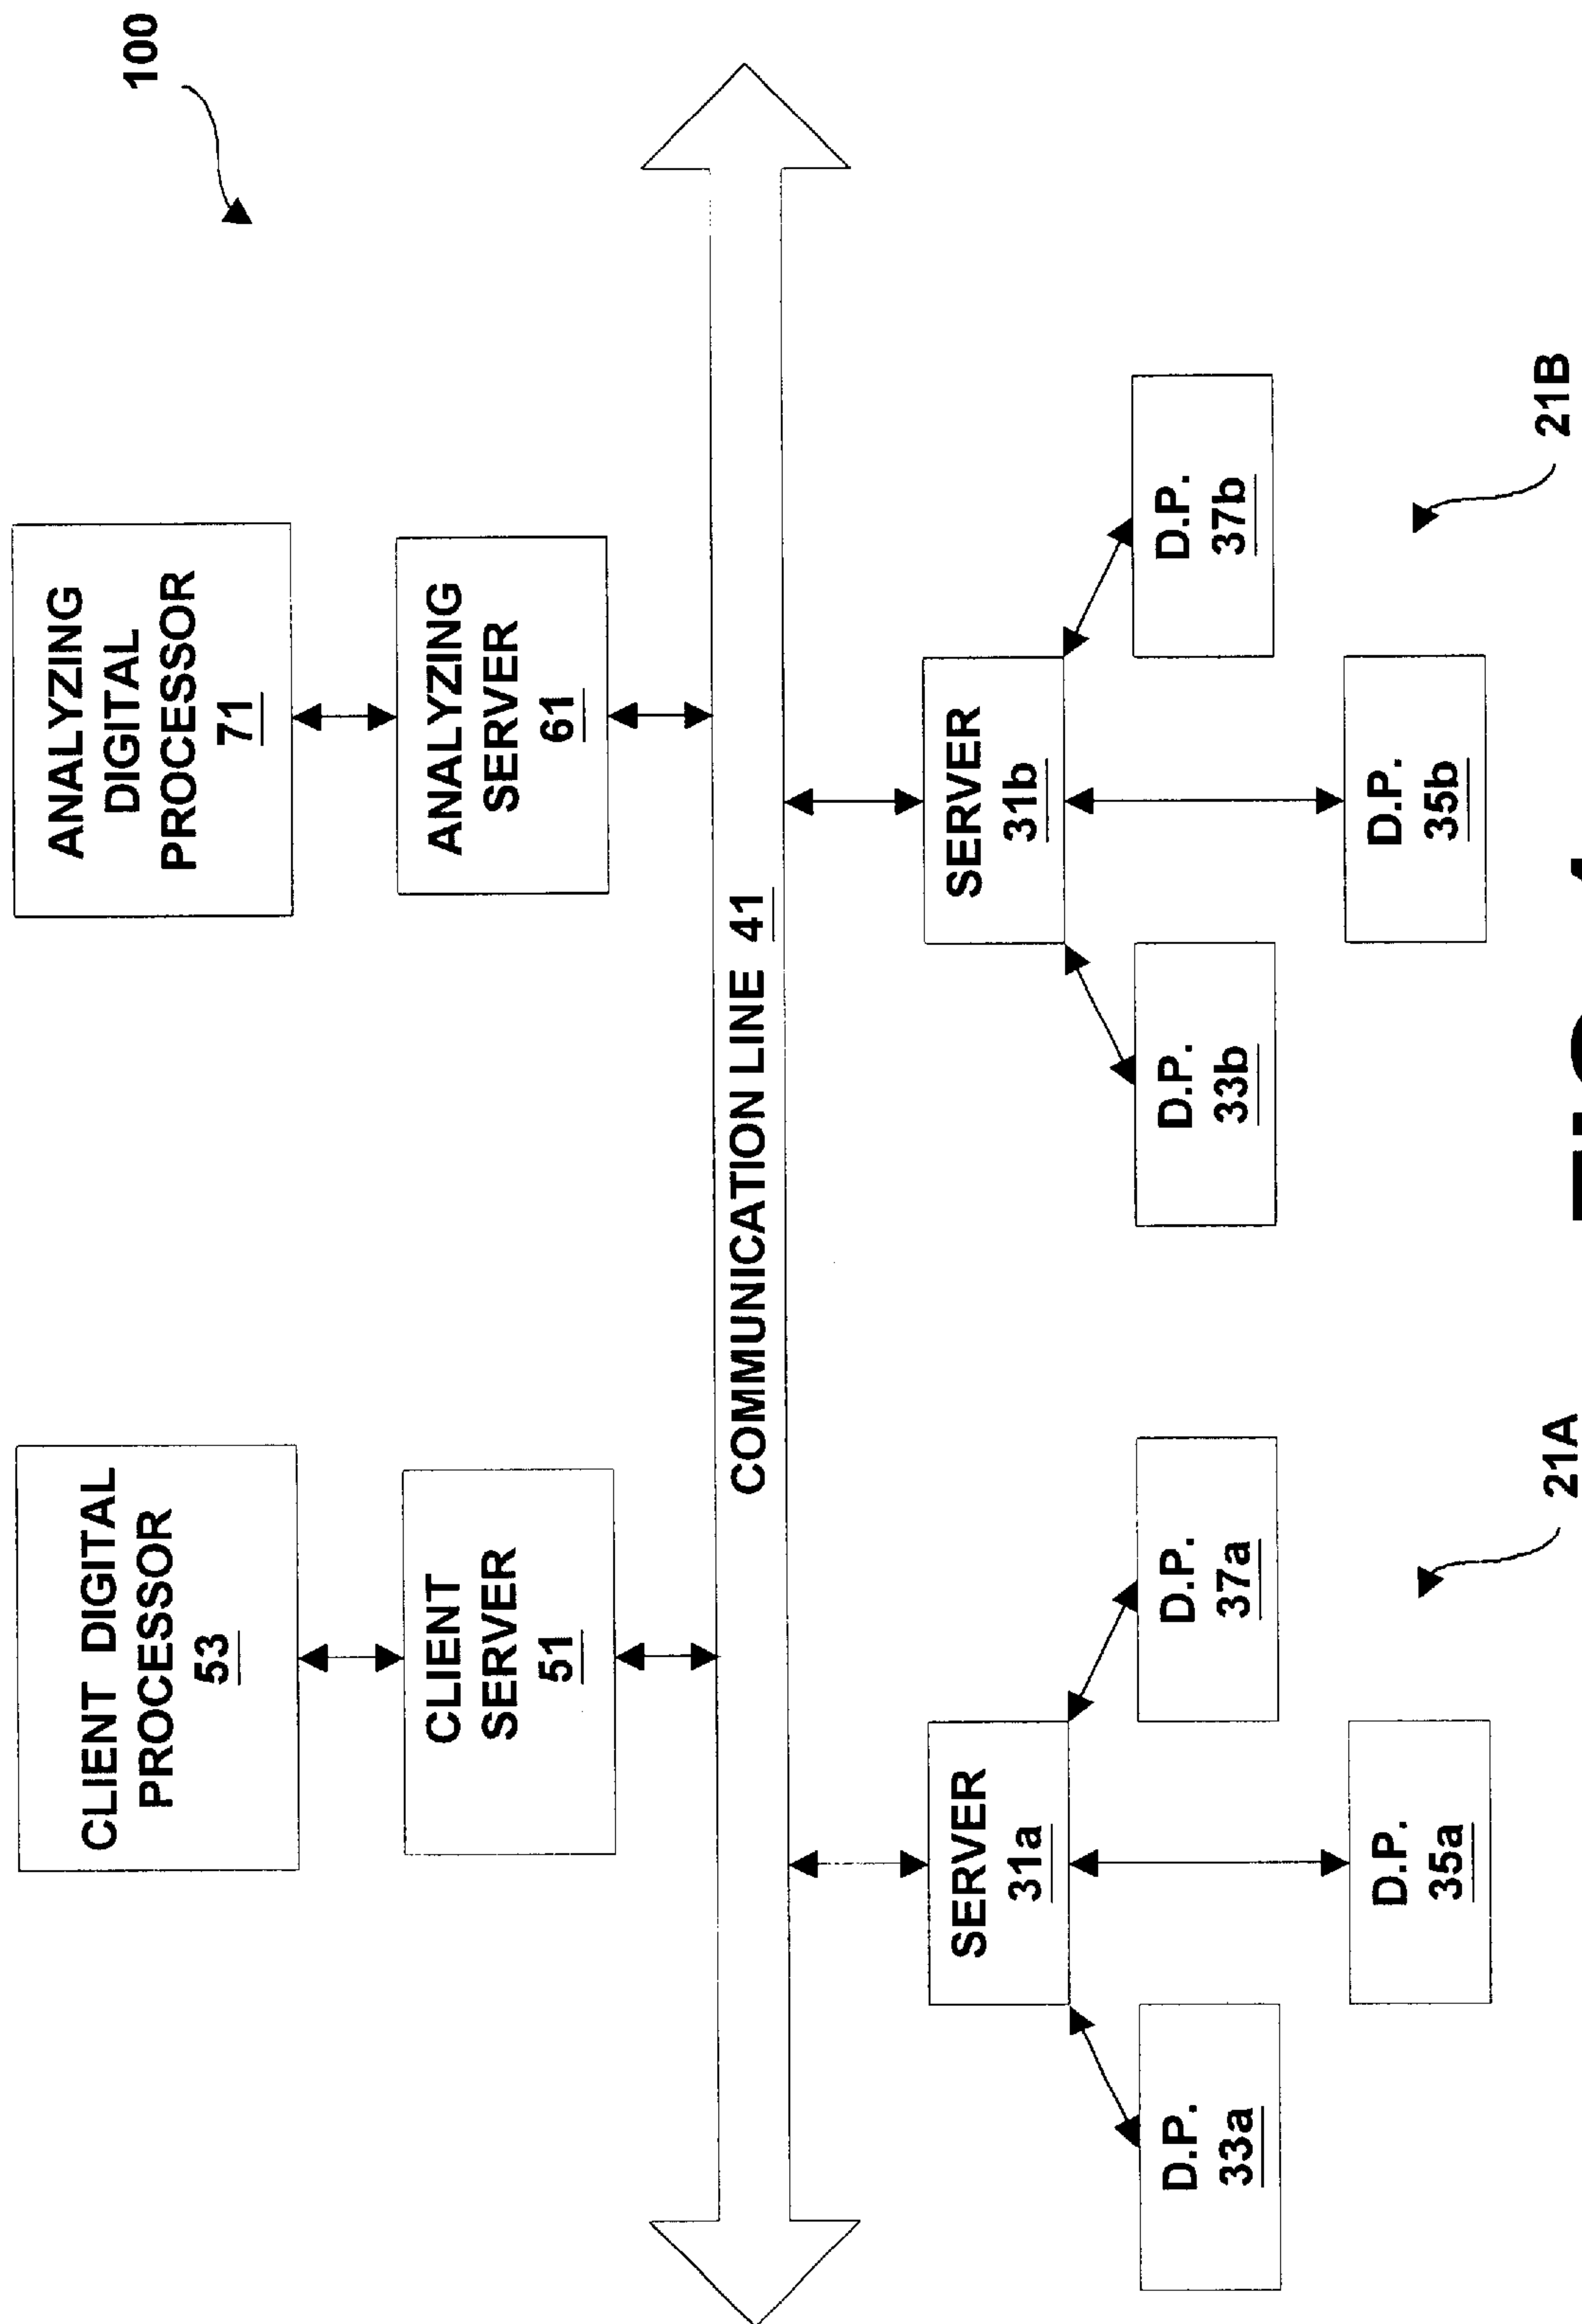 100
CLIENT DIGITAL
PROCESSOR
53
ANALYZING
DIGITAL
PROCESSOR
71
CLIENT
SERVER
51
ANALYZING
SERVER
61
COMMUNICATION LINE 41
SERVER
31a
SERVER
31b
D.P.
33a
D.P.
37a
D.P.
33b
D.P.
37b
D.P.
35a
D.P.
35b
21A
21B